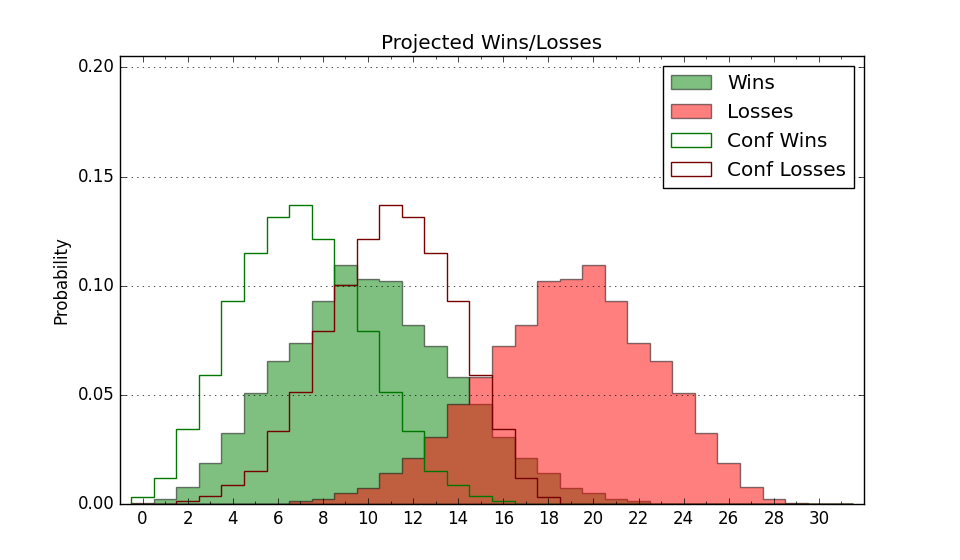 Projected Wins/Losses
0.20
0.15
0.10
0.05
0.00
Probability
Wins
Losses
Conf Wins
Conf Losses
0 2 4 6 8 10 12 14 16 18 20 22 24 26 28 30